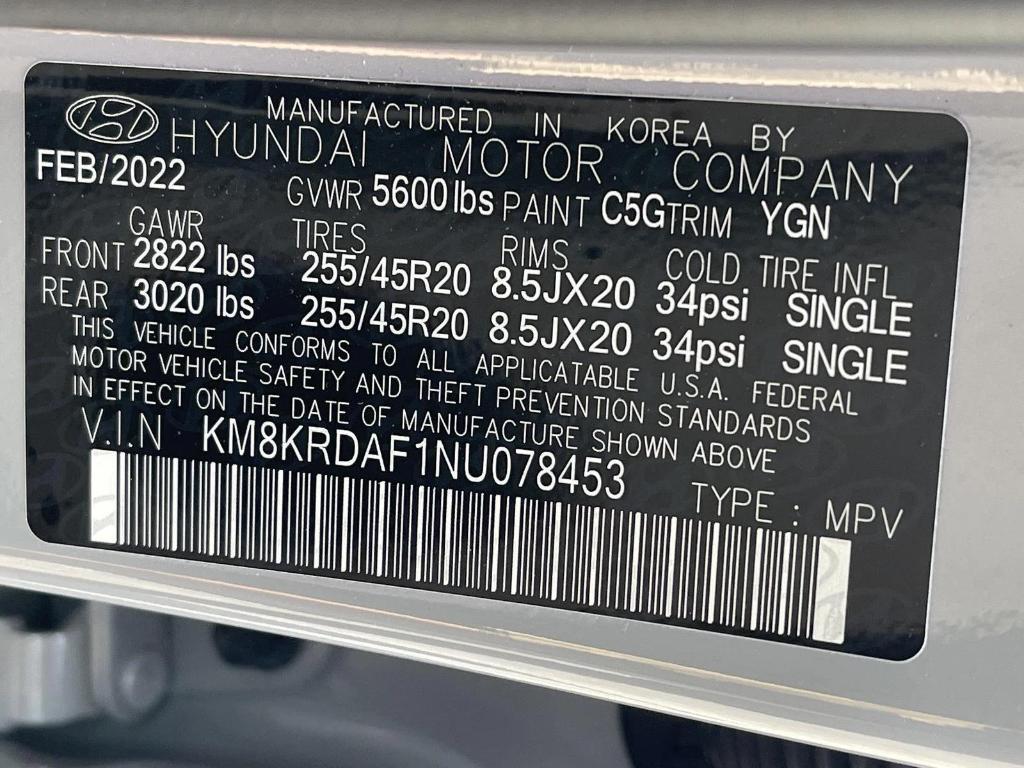 MANUFACTURED IN KOREA BY
HYUNDAI MOTOR COMPANY
FEB/2022 GVWR 5600lbs PAINT C5G TRIM YGN
GAWR TIRES RIMS COLD TIRE INFL
FRONT 2822 lbs 255/45R20 8.5JX20 34psi SINGLE
REAR 3020 lbs 255/45R20 8.5JX20 34psi SINGLE
THIS VEHICLE CONFORMS TO ALL APPLICATABLE U.S.A. FEDERAL
MOTOR VEHICLE SAFETY AND THEFT PREVENTION STANDARDS
IN EFFECT ON THE DATE OF MANUFACTURE SHOWN ABOVE
V.I.N KM8KRDAF1NU078453
TYPE : MPV